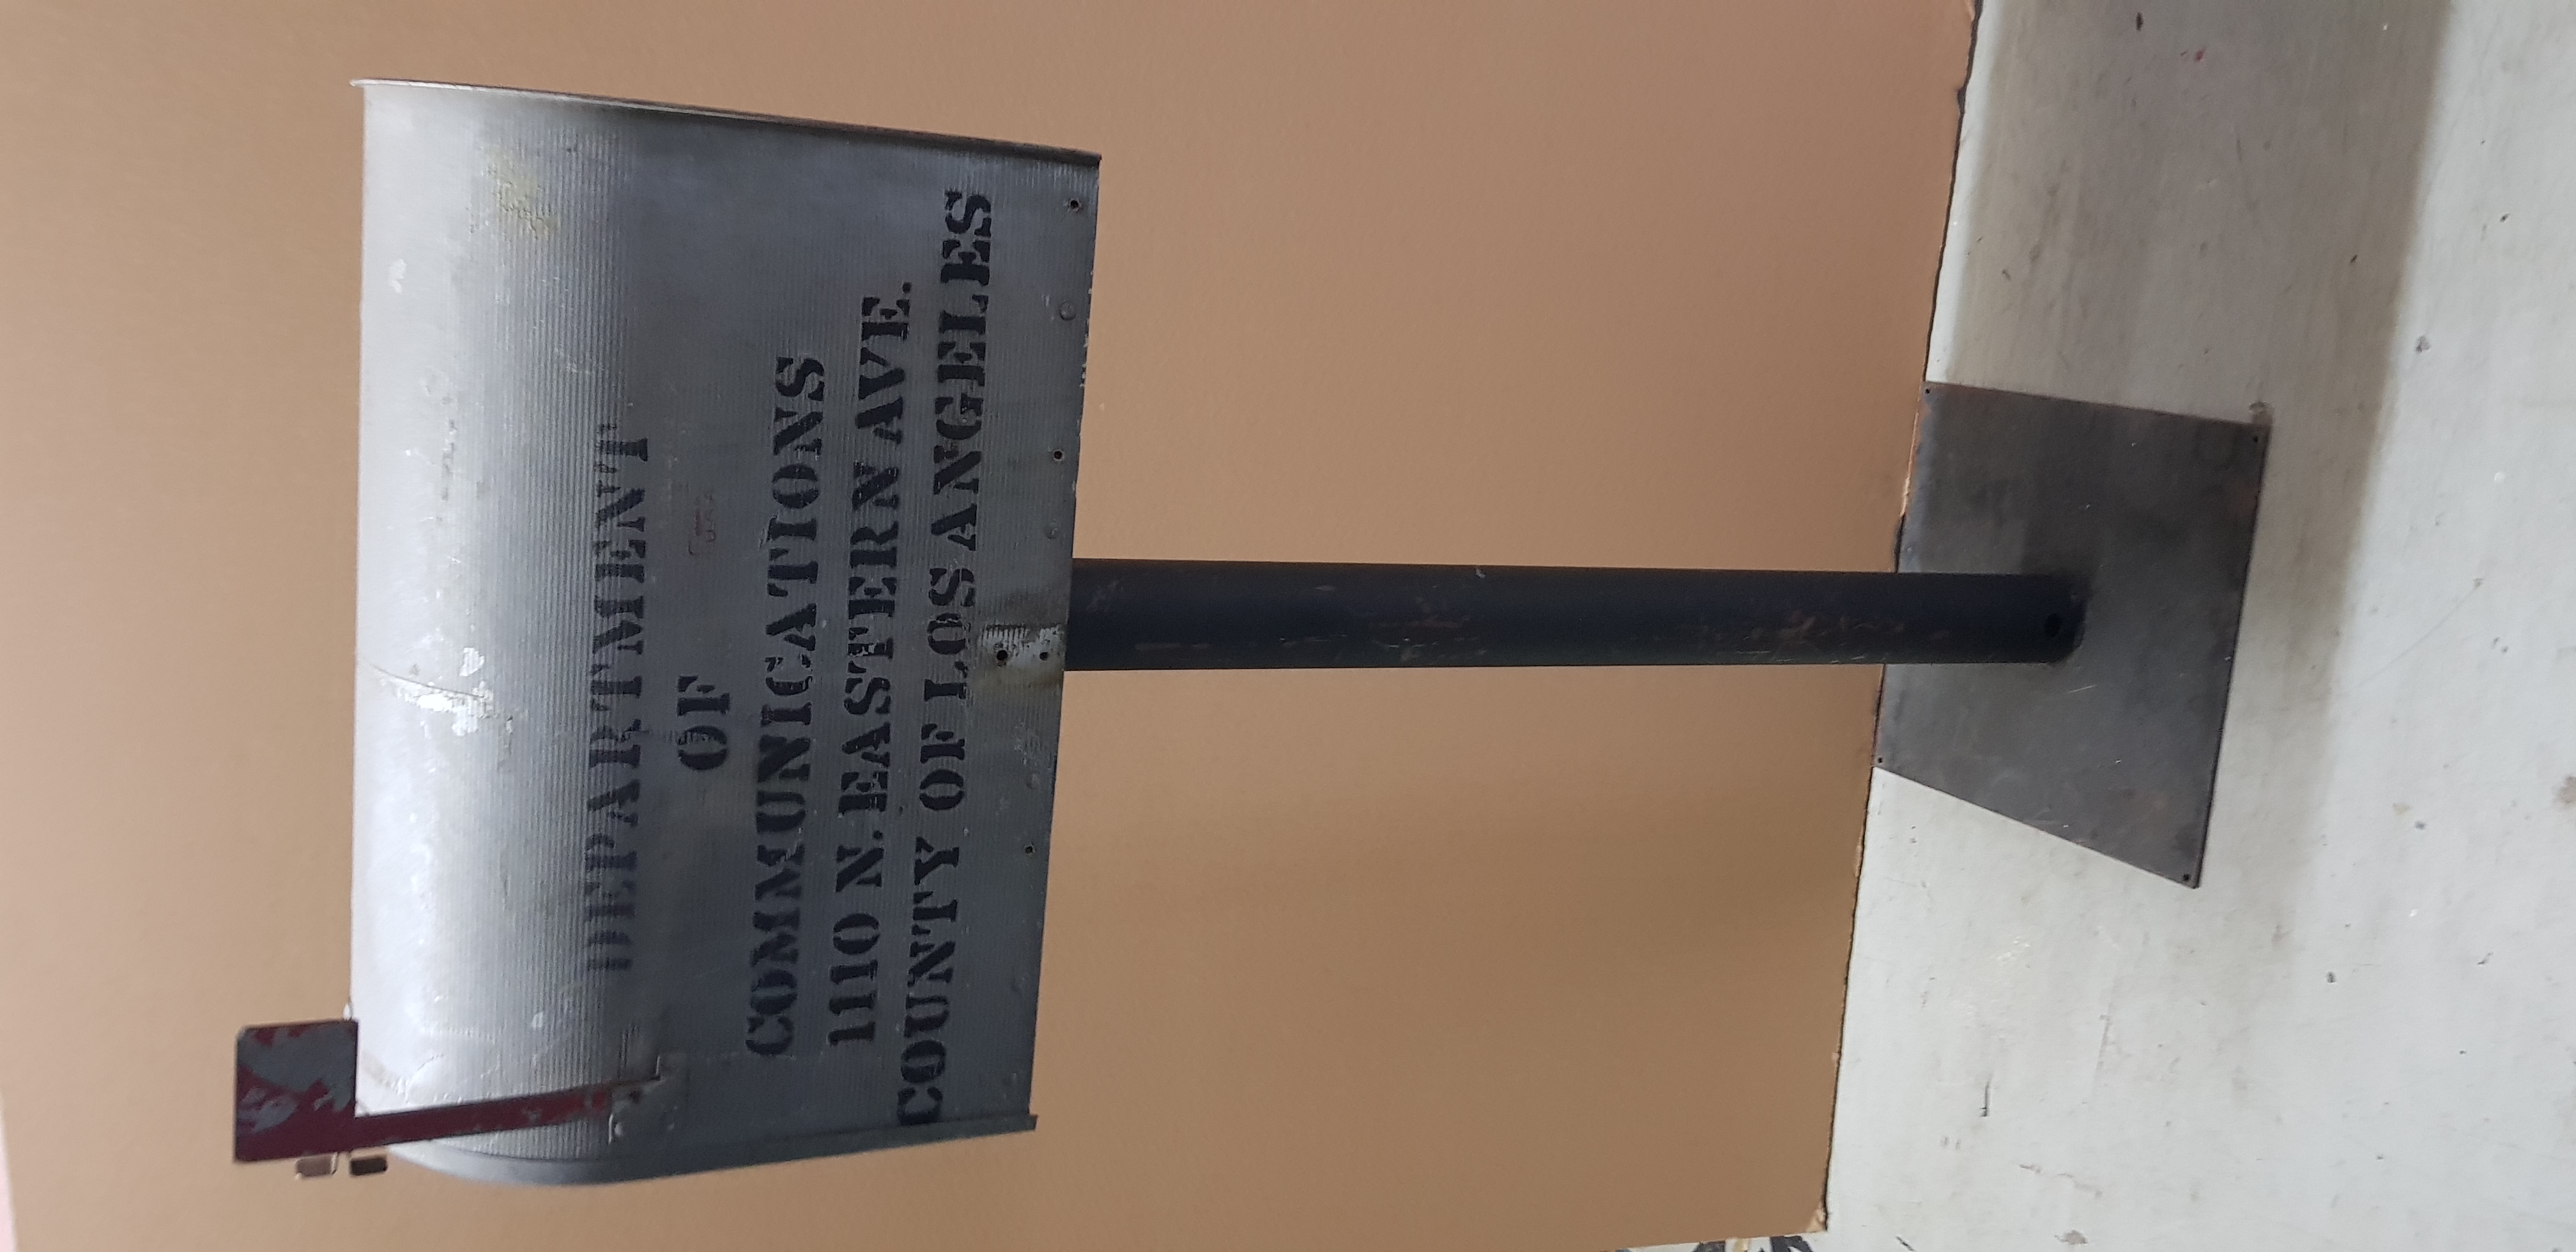 DEPARTMENT
OF
COMMUNICATIONS
1110 N. EASTERN AVE.
COUNTY OF LOS ANGELES